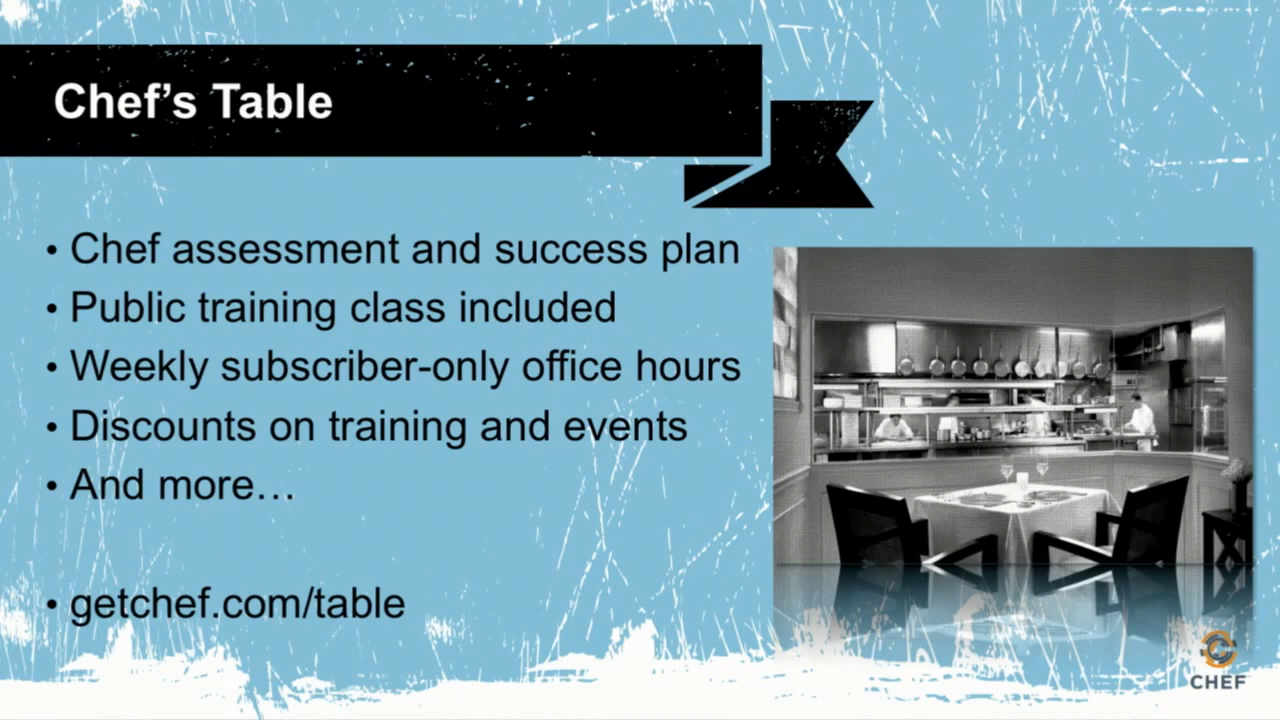 Chef’s Table
• Chef assessment and success plan
• Public training class included
• Weekly subscriber-only office hours
• Discounts on training and events
• And more…
• getchef.com/table
CHEF